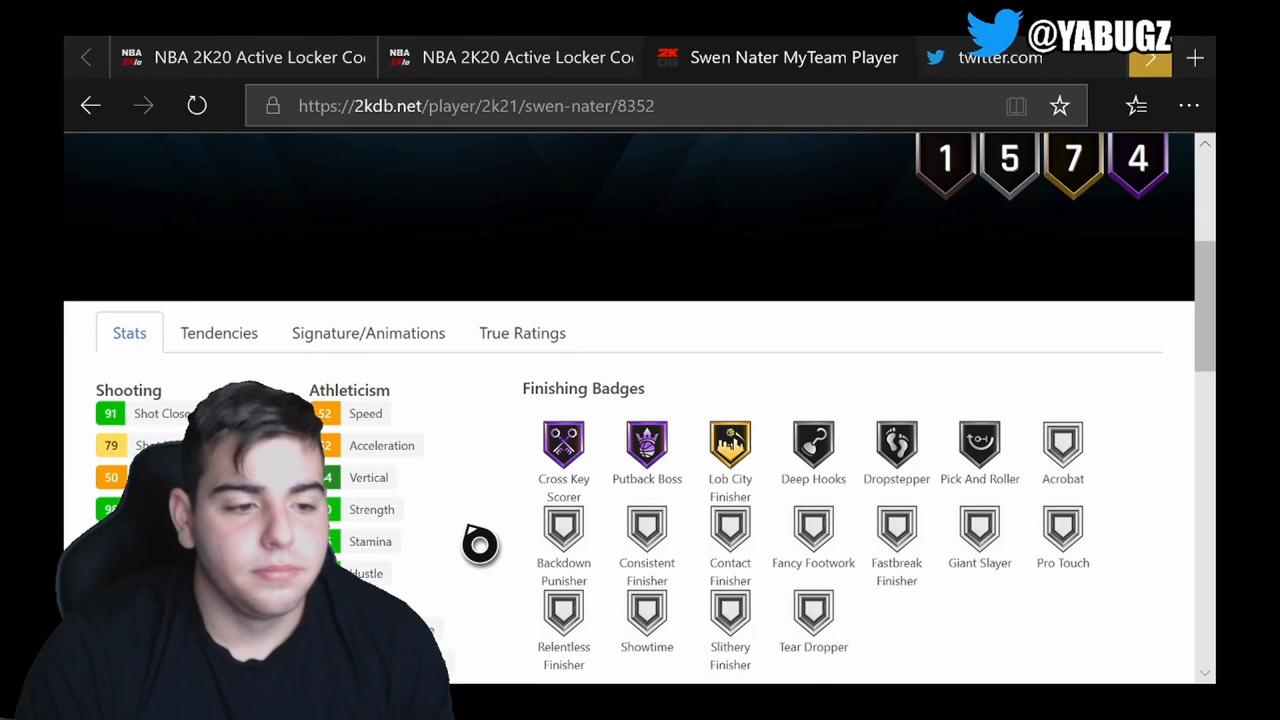 @YABUGZ
NBA 2K20 Active Locker Co
NBA 2K20 Active Locker Co
Swen Nater MyTeam Player
twitter.com
https://2kdb.net/player/2k21/swen-nater/8352
1 5 7 4
Stats Tendencies Signature/Animations True Ratings
Shooting
91 Shot Close
79
50
Athleticism
52 Speed
Acceleration
Vertical
Strength
Stamina
Hustle
Finishing Badges
Cross Key Scorer
Putback Boss
Lob City Finisher
Deep Hooks
Dropstepper
Pick And Roller
Acrobat
Backdown Punisher
Consistent Finisher
Contact Finisher
Fancy Footwork
Fastbreak Finisher
Giant Slayer
Pro Touch
Relentless Finisher
Showtime
Slithery Finisher
Tear Dropper